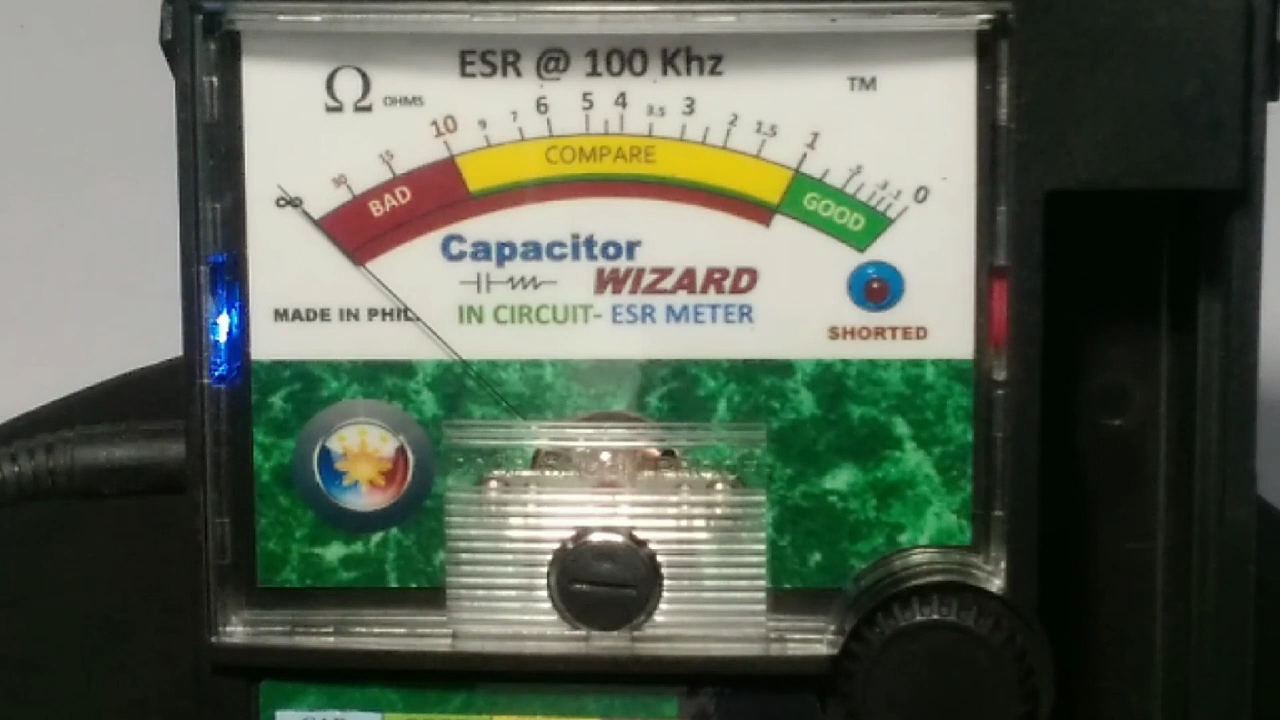 ESR @ 100 Khz
Ω OHMS
TM
∞ 30 15 10 9 7 6 5 4 3.5 3 2 1.5 1 0
BAD
COMPARE
GOOD
Capacitor
WIZARD
MADE IN PHIL.
IN CIRCUIT- ESR METER
SHORTED